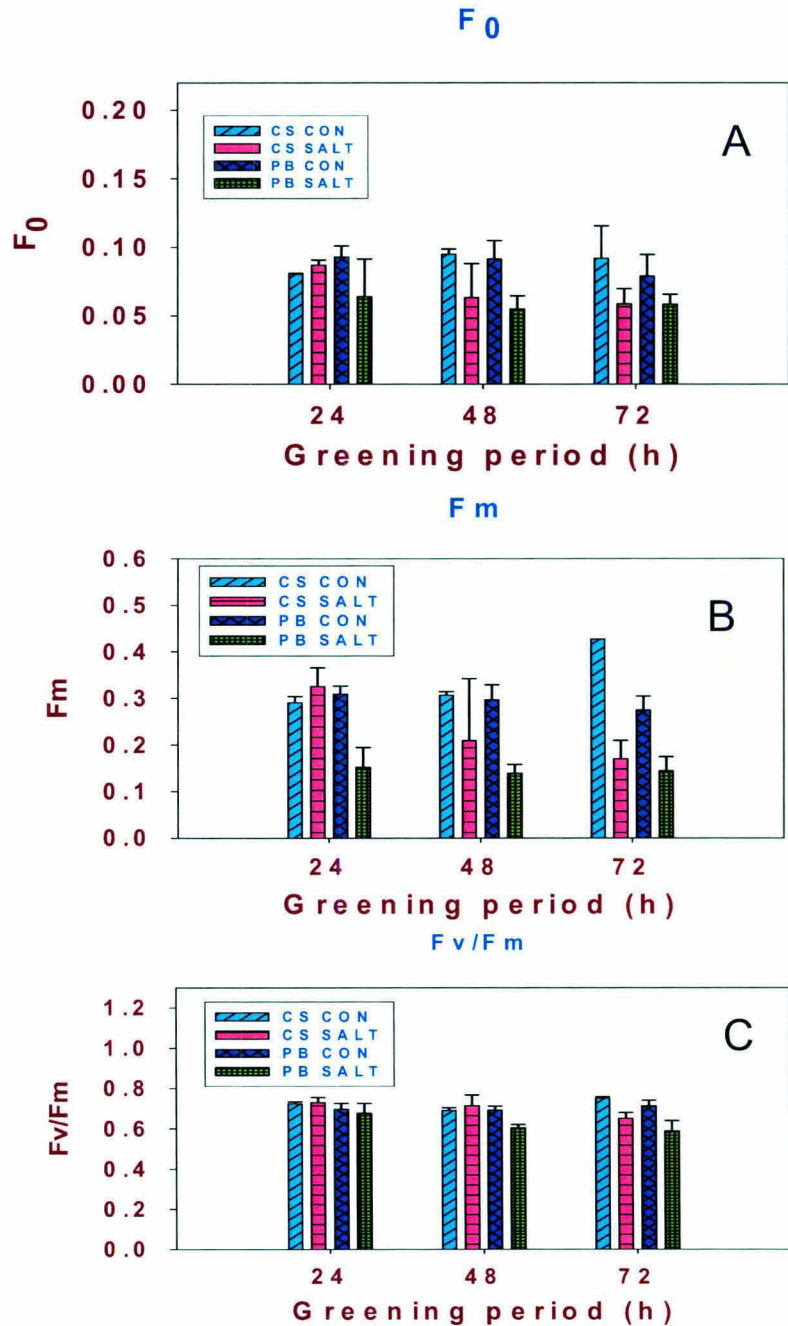 F0
0.20
0.15
0.10
0.05
0.00
F0
CS CON
CS SALT
PB CON
PB SALT
A
24 48 72
Greening period (h)
Fm
0.6
0.5
0.4
0.3
0.2
0.1
0.0
Fm
CS CON
CS SALT
PB CON
PB SALT
B
24 48 72
Greening period (h)
Fv/Fm
1.2
1.0
0.8
0.6
0.4
0.2
0.0
Fv/Fm
CS CON
CS SALT
PB CON
PB SALT
C
24 48 72
Greening period (h)